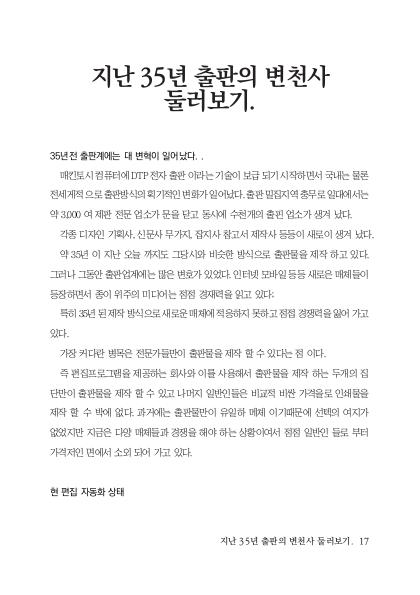 지난 35년 출판의 변천사
둘러보기.
35년전 출판계에는 대 변혁이 일어났다. .
매킨토시 컴퓨터에 DTP 전자 출판 이라는 기술이 보급 되기 시작하면서 국내는 물론
전세계적 으로 출판방식의 획기적인 변화가 일어났다. 출판 밀집지역 충무로 일대에서는
약 3,000 여 제판 전문 업소가 문을 닫고 동시에 수천개의 출핀 업소가 생겨 났다.
각종 디자인 기획사, 신문사 무가지, 잡지사 참고서 제작사 등등이 새로이 생겨 났다.
약 35년 이 지난 오늘 까지도 그당시와 비슷한 방식으로 출판물을 제작 하고 있다.
그러나 그동안 출판업계에는 많은 변호가 있었다. 인터넷 모바일 등등 새로은 매체들이
등장하면서 종이 위주의 미디어는 점점 경재력을 읽고 있다;
특히 35년 된 제작 방식으로 새로운 매체에 적응하지 못하고 점점 경쟁력을 잃어 가고
있다.
가장 커다란 병목은 전문가들만이 출판물을 제작 할 수 있다는 점 이다.
즉 편집프로그램을 제공하는 회사와 이를 사용해서 출판물을 제작 하는 두개의 집
단만이 출판물을 제작 할 수 있고 나머지 일반인들은 비교적 비싼 가격을로 인쇄물을
제작 할 수 박에 없다. 과거에는 출판물만이 유일하 메체 이기때문에 선택의 여지가
없었지만 지금은 다양 매체들과 경쟁을 해야 하는 상황이여서 점점 일반인 들로 부터
가격저인 면에서 소외 되어 가고 있다.
현 편집 자동화 상태
지난 35년 출판의 변천사 둘러보기. 17